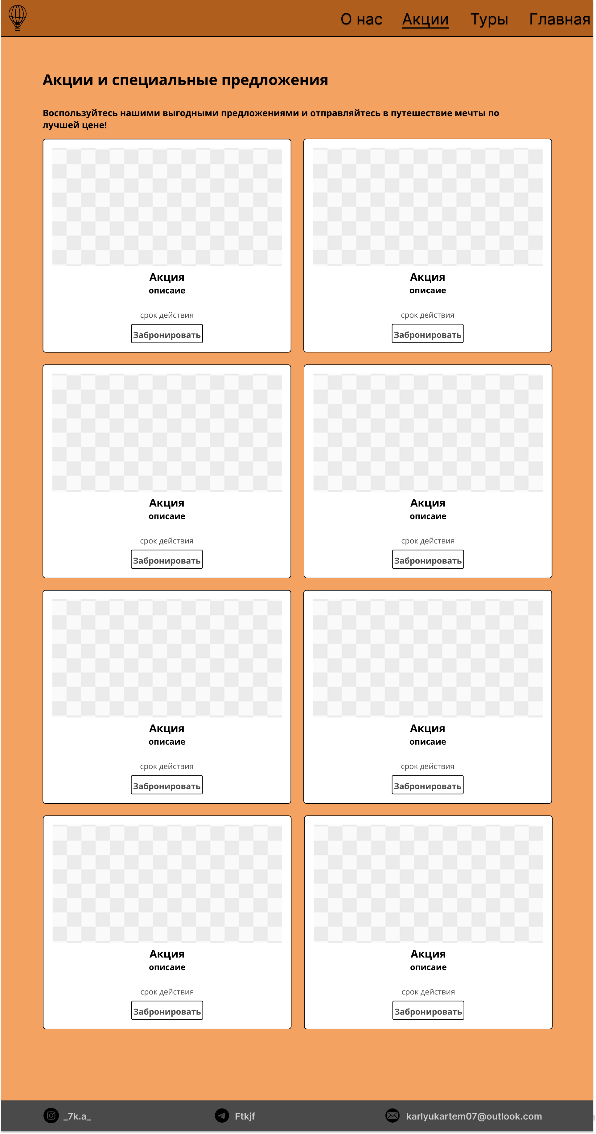 О нас Акции Туры Главная
Акции и специальные предложения
Воспользуйтесь нашими выгодными предложениями и отправляйтесь в путешествие мечты по
лучшей цене!
Акция
описаие
срок действия
Забронировать
Акция
описаие
срок действия
Забронировать
Акция
описаие
срок действия
Забронировать
Акция
описаие
срок действия
Забронировать
Акция
описаие
срок действия
Забронировать
Акция
описаие
срок действия
Забронировать
Акция
описаие
срок действия
Забронировать
Акция
описаие
срок действия
Забронировать
_7k.a_ Ftkjf karlyukartem07@outlook.com